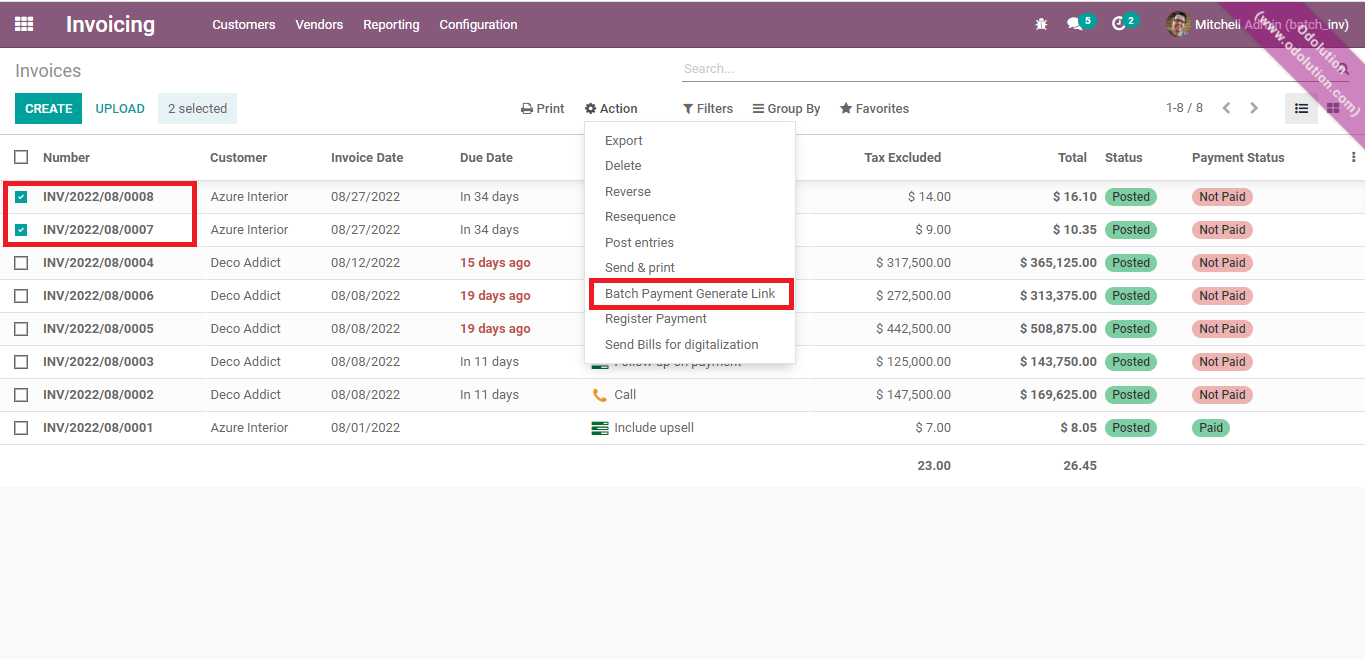 Invoicing Customers Vendors Reporting Configuration 5 2 Mitchell Admin (batch_inv)
Odolution
(www.odolution.com)
Invoices Search...
CREATE UPLOAD 2 selected Print Action Filters Group By Favorites 1-8 / 8
Number Customer Invoice Date Due Date Tax Excluded Total Status Payment Status
INV/2022/08/0008 Azure Interior 08/27/2022 In 34 days $ 14.00 $ 16.10 Posted Not Paid
INV/2022/08/0007 Azure Interior 08/27/2022 In 34 days $ 9.00 $ 10.35 Posted Not Paid
INV/2022/08/0004 Deco Addict 08/12/2022 15 days ago $ 317,500.00 $ 365,125.00 Posted Not Paid
INV/2022/08/0006 Deco Addict 08/08/2022 19 days ago $ 272,500.00 $ 313,375.00 Posted Not Paid
INV/2022/08/0005 Deco Addict 08/08/2022 19 days ago $ 442,500.00 $ 508,875.00 Posted Not Paid
INV/2022/08/0003 Deco Addict 08/08/2022 In 11 days Follow-up on payment $ 125,000.00 $ 143,750.00 Posted Not Paid
INV/2022/08/0002 Deco Addict 08/08/2022 In 11 days Call $ 147,500.00 $ 169,625.00 Posted Not Paid
INV/2022/08/0001 Azure Interior 08/01/2022 Include upsell $ 7.00 $ 8.05 Posted Paid
23.00 26.45
Export
Delete
Reverse
Resequence
Post entries
Send & print
Batch Payment Generate Link
Register Payment
Send Bills for digitalization